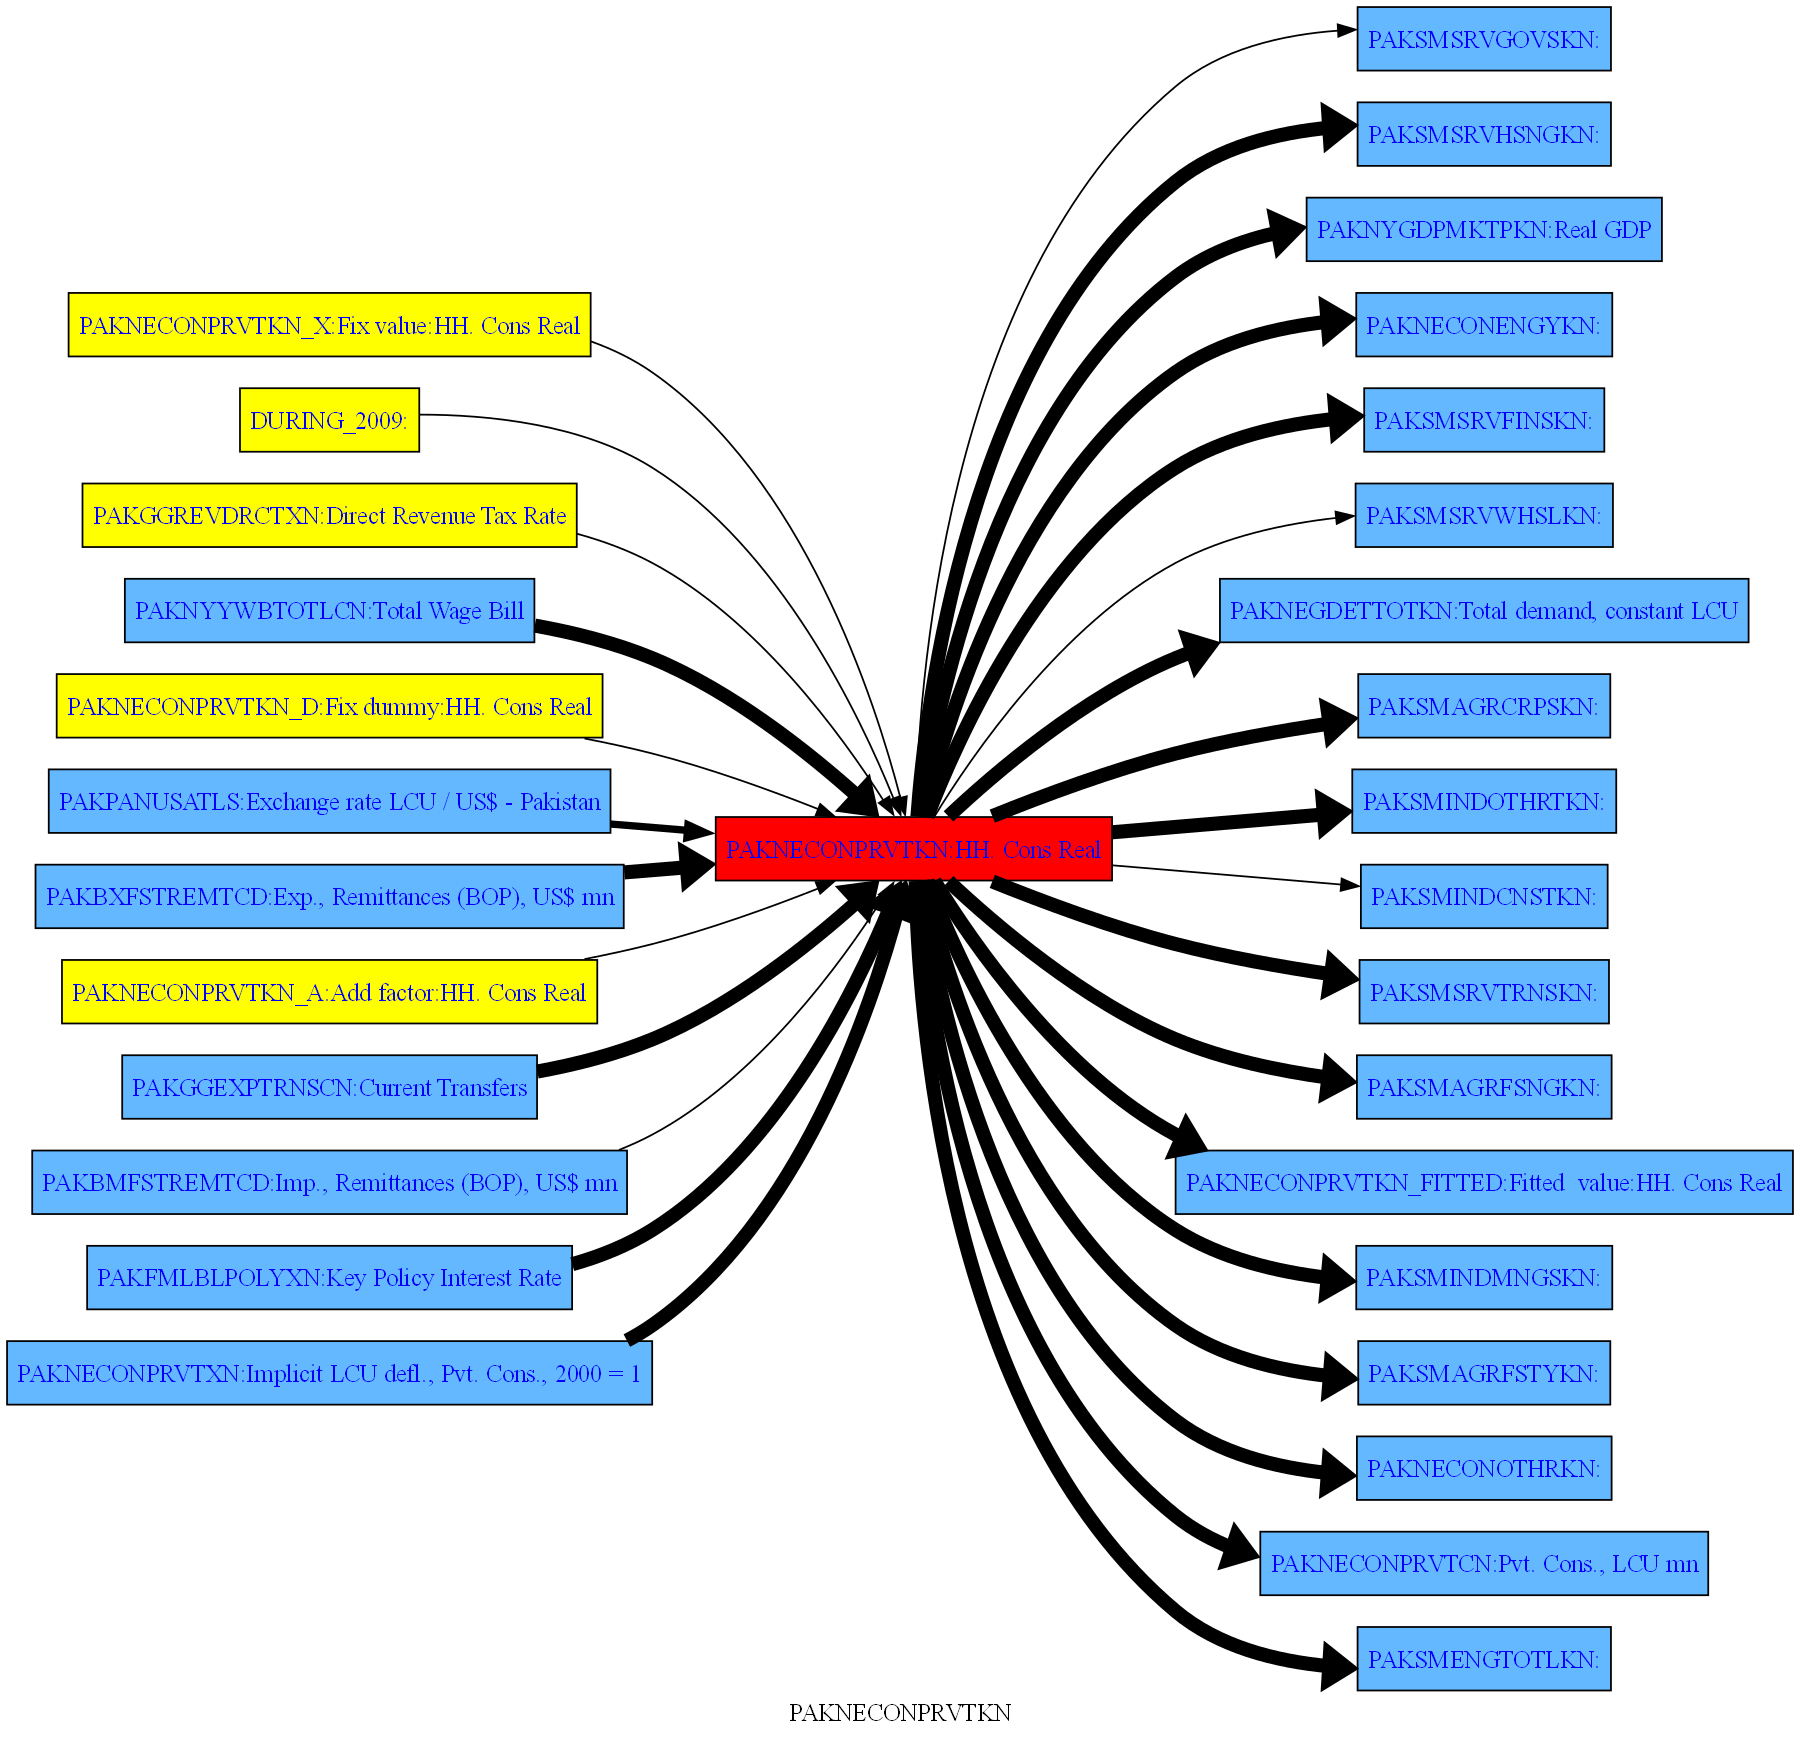 PAKSMSRVGOVSKN:
PAKSMSRVHSNGKN:
PAKNYGDPMKTPKN:Real GDP
PAKNECONPRVTKN_X:Fix value:HH. Cons Real
PAKNECONENGYKN:
DURING_2009:
PAKSMSRVFINSKN:
PAKGGREVDRCTXN:Direct Revenue Tax Rate
PAKSMSRVWHSLKN:
PAKNYYWBTOTLCN:Total Wage Bill
PAKNEGDETTOTKN:Total demand, constant LCU
PAKNECONPRVTKN_D:Fix dummy:HH. Cons Real
PAKSMAGRCRPSKN:
PAKPANUSATLS:Exchange rate LCU / US$ - Pakistan
PAKSMINDOTHRTKN:
PAKNECONPRVTKN:HH. Cons Real
PAKBXFSTREMTCD:Exp., Remittances (BOP), US$ mn
PAKSMINDCNSTKN:
PAKNECONPRVTKN_A:Add factor:HH. Cons Real
PAKSMSRVTRNSKN:
PAKGGEXPTRNSCN:Current Transfers
PAKSMAGRFSNGKN:
PAKBMFSTREMTCD:Imp., Remittances (BOP), US$ mn
PAKNECONPRVTKN_FITTED:Fitted  value:HH. Cons Real
PAKFMLBLPOLYXN:Key Policy Interest Rate
PAKSMINDMNGSKN:
PAKNECONPRVTXN:Implicit LCU defl., Pvt. Cons., 2000 = 1
PAKSMAGRFSTYKN:
PAKNECONOTHRKN:
PAKNECONPRVTCN:Pvt. Cons., LCU mn
PAKSMENGTOTLKN:
PAKNECONPRVTKN